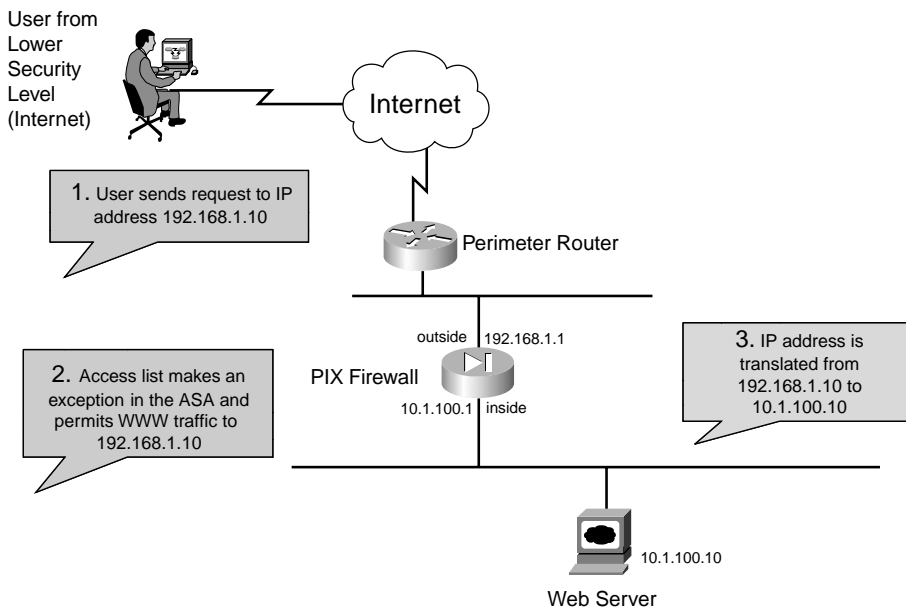 User from
Lower
Security
Level
(Internet)
Internet
1. User sends request to IP
address 192.168.1.10
Perimeter Router
outside 192.168.1.1
PIX Firewall
10.1.100.1 inside
2. Access list makes an
exception in the ASA and
permits WWW traffic to
192.168.1.10
3. IP address is
translated from
192.168.1.10 to
10.1.100.10
10.1.100.10
Web Server